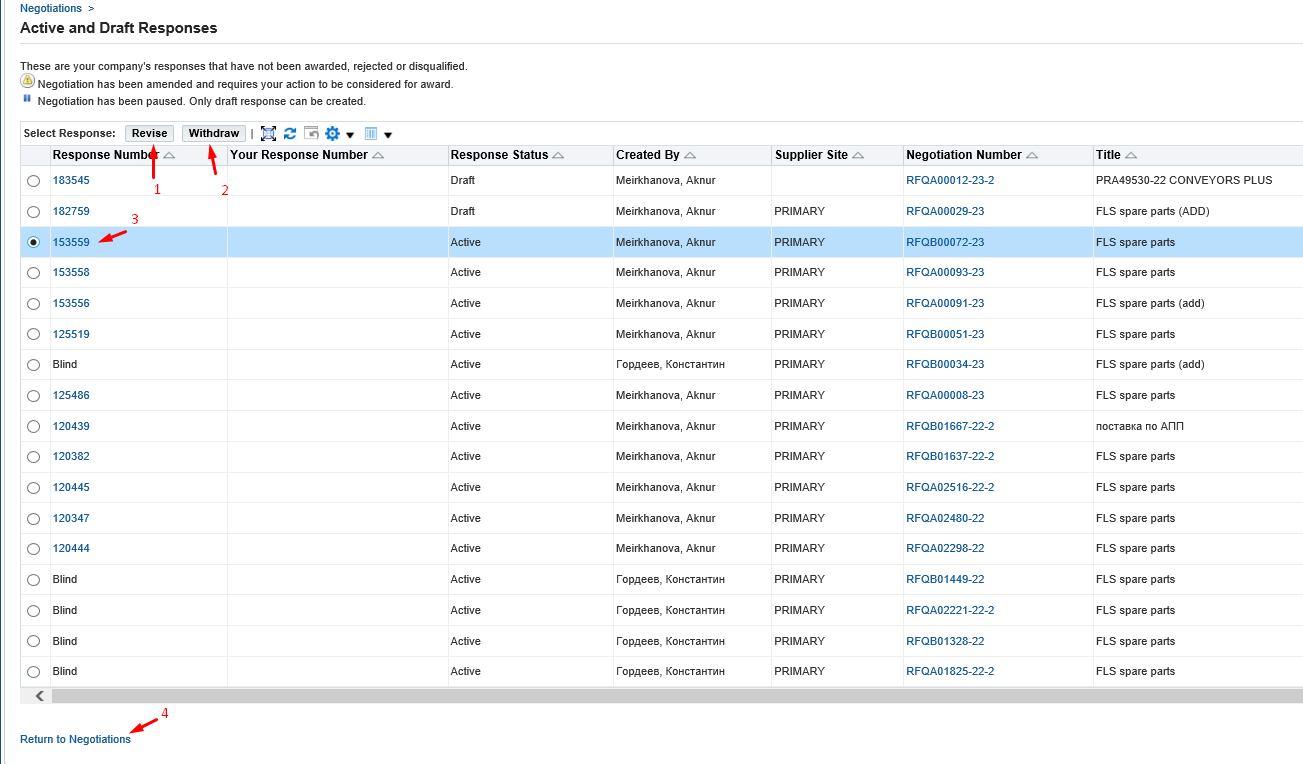 Negotiations >
Active and Draft Responses
These are your company's responses that have not been awarded, rejected or disqualified.
Negotiation has been amended and requires your action to be considered for award.
Negotiation has been paused. Only draft response can be created.
Select Response: Revise Withdraw |
Response Number Your Response Number Response Status Created By Supplier Site Negotiation Number Title
1 2
183545 Draft Meirkhanova, Aknur RFQA00012-23-2 PRA49530-22 CONVEYORS PLUS
182759 Draft Meirkhanova, Aknur PRIMARY RFQA00029-23 FLS spare parts (ADD)
3
153559 Active Meirkhanova, Aknur PRIMARY RFQB00072-23 FLS spare parts
153558 Active Meirkhanova, Aknur PRIMARY RFQA00093-23 FLS spare parts
153556 Active Meirkhanova, Aknur PRIMARY RFQA00091-23 FLS spare parts (add)
125519 Active Meirkhanova, Aknur PRIMARY RFQB00051-23 FLS spare parts
Blind Active Гордеев, Константин PRIMARY RFQB00034-23 FLS spare parts (add)
125486 Active Meirkhanova, Aknur PRIMARY RFQA00008-23 FLS spare parts
120439 Active Meirkhanova, Aknur PRIMARY RFQB01667-22-2 поставка по АПП
120382 Active Meirkhanova, Aknur PRIMARY RFQB01637-22-2 FLS spare parts
120445 Active Meirkhanova, Aknur PRIMARY RFQA02516-22-2 FLS spare parts
120347 Active Meirkhanova, Aknur PRIMARY RFQA02480-22 FLS spare parts
120444 Active Meirkhanova, Aknur PRIMARY RFQA02298-22 FLS spare parts
Blind Active Гордеев, Константин PRIMARY RFQB01449-22 FLS spare parts
Blind Active Гордеев, Константин PRIMARY RFQA02221-22-2 FLS spare parts
Blind Active Гордеев, Константин PRIMARY RFQB01328-22 FLS spare parts
Blind Active Гордеев, Константин PRIMARY RFQA01825-22-2 FLS spare parts
4
Return to Negotiations